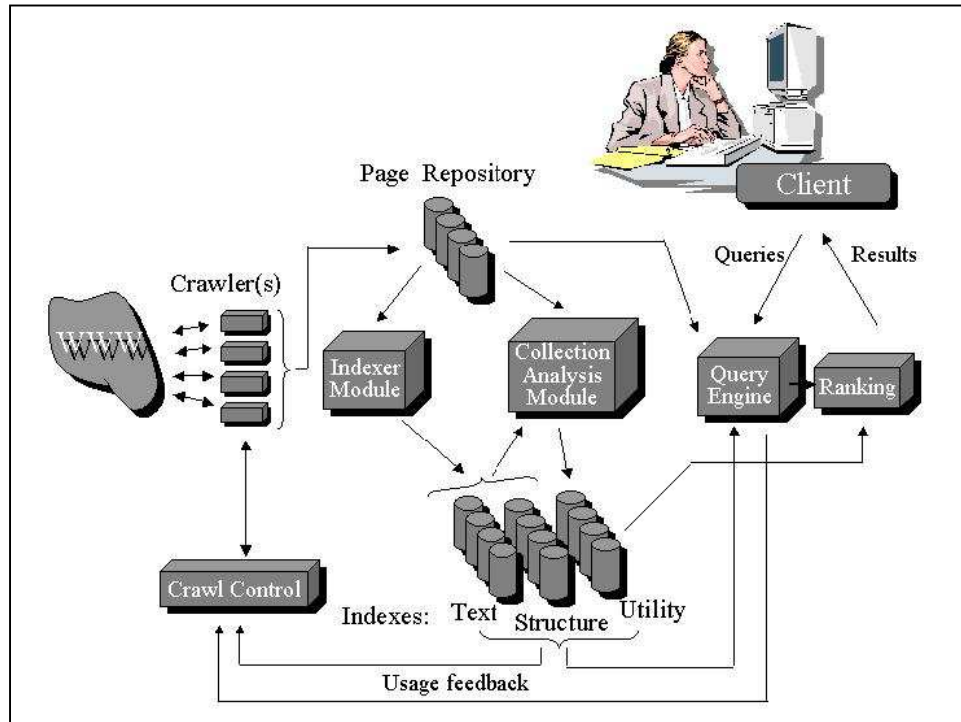 Page Repository
Client
Queries
Results
Crawler(s)
WWW
Indexer
Module
Collection
Analysis
Module
Query
Engine
Ranking
Crawl Control
Indexes:
Text
Structure
Utility
Usage feedback